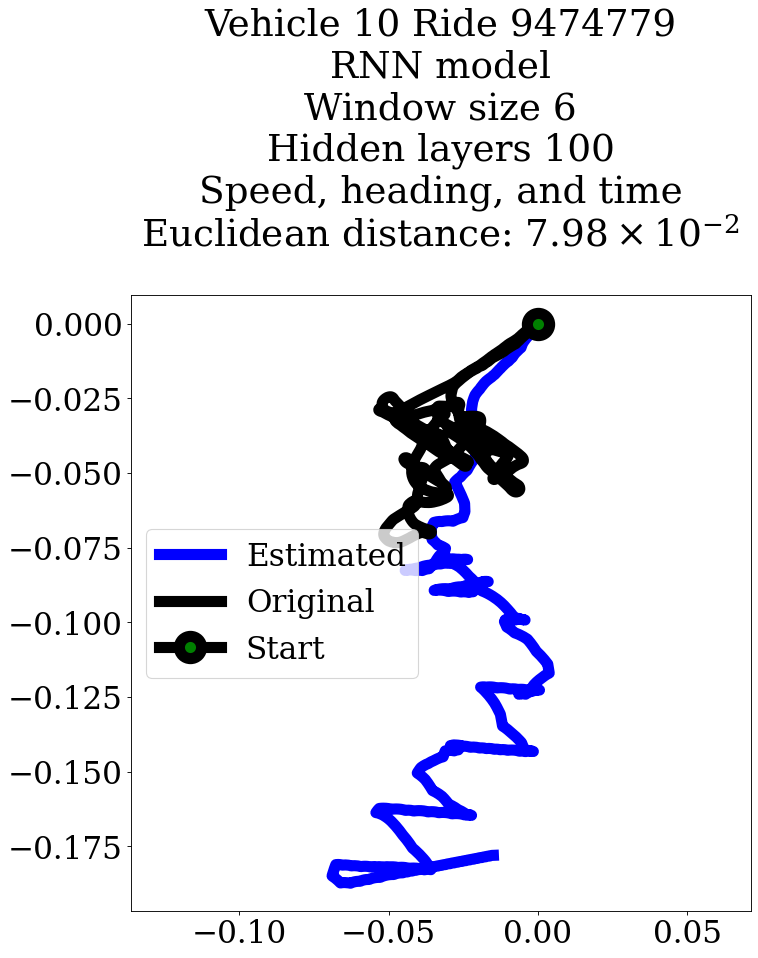 Vehicle 10 Ride 9474779
RNN model
Window size 6
Hidden layers 100
Speed, heading, and time
Euclidean distance: 7.98 × 10⁻²
0.000
−0.025
−0.050
−0.075
−0.100
−0.125
−0.150
−0.175
Estimated
Original
Start
−0.10
−0.05
0.00
0.05